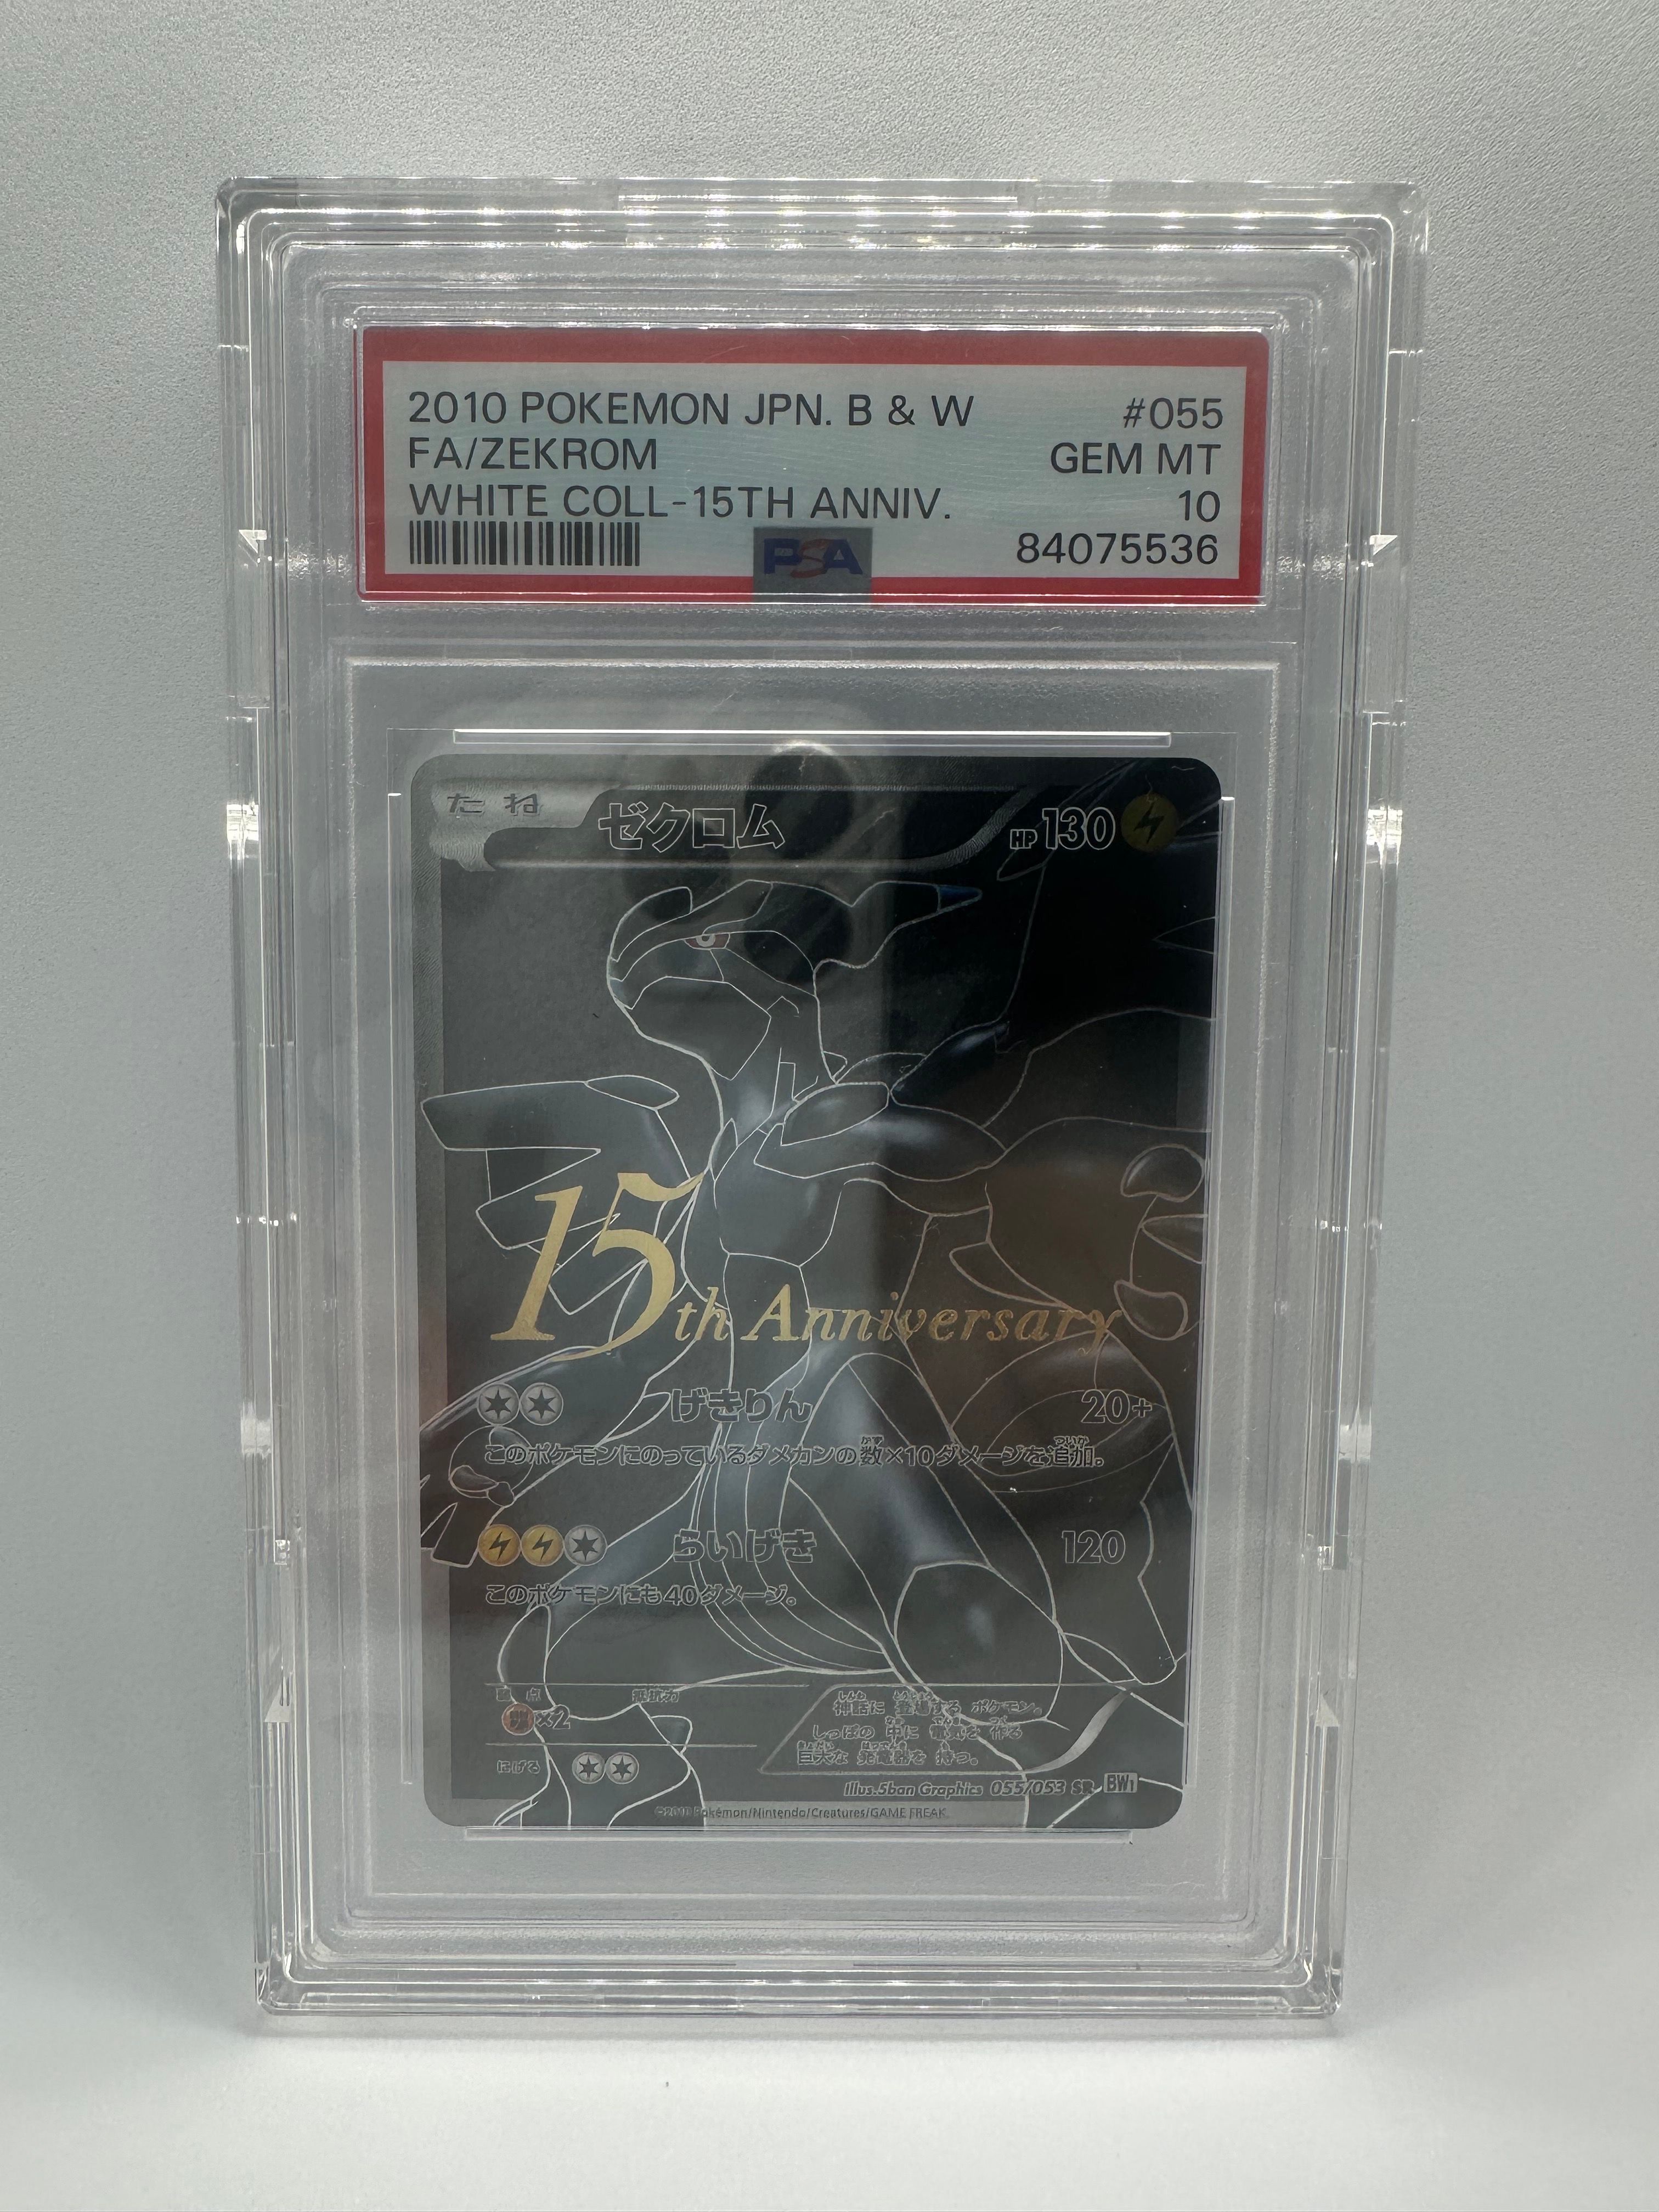 2010 POKEMON JPN. B & W #055
FA/ZEKROM GEM MT
WHITE COLL-15TH ANNIV. 10
PSA 84075536
たね ゼクロム HP130
15th Anniversary
げきりん 20+
このポケモンにのっているダメカンの数×10ダメージを追加。
らいげき 120
このポケモンにも40ダメージ。
弱点 抵抗力
×2
にげる
神話に 登場する ポケモン。
しっぽの 中に 電気を 作る
巨大な 発電器を 持つ。
Illus.5ban Graphics 055/053 SR BW1
©2010 Pokémon/Nintendo/Creatures/GAME FREAK.